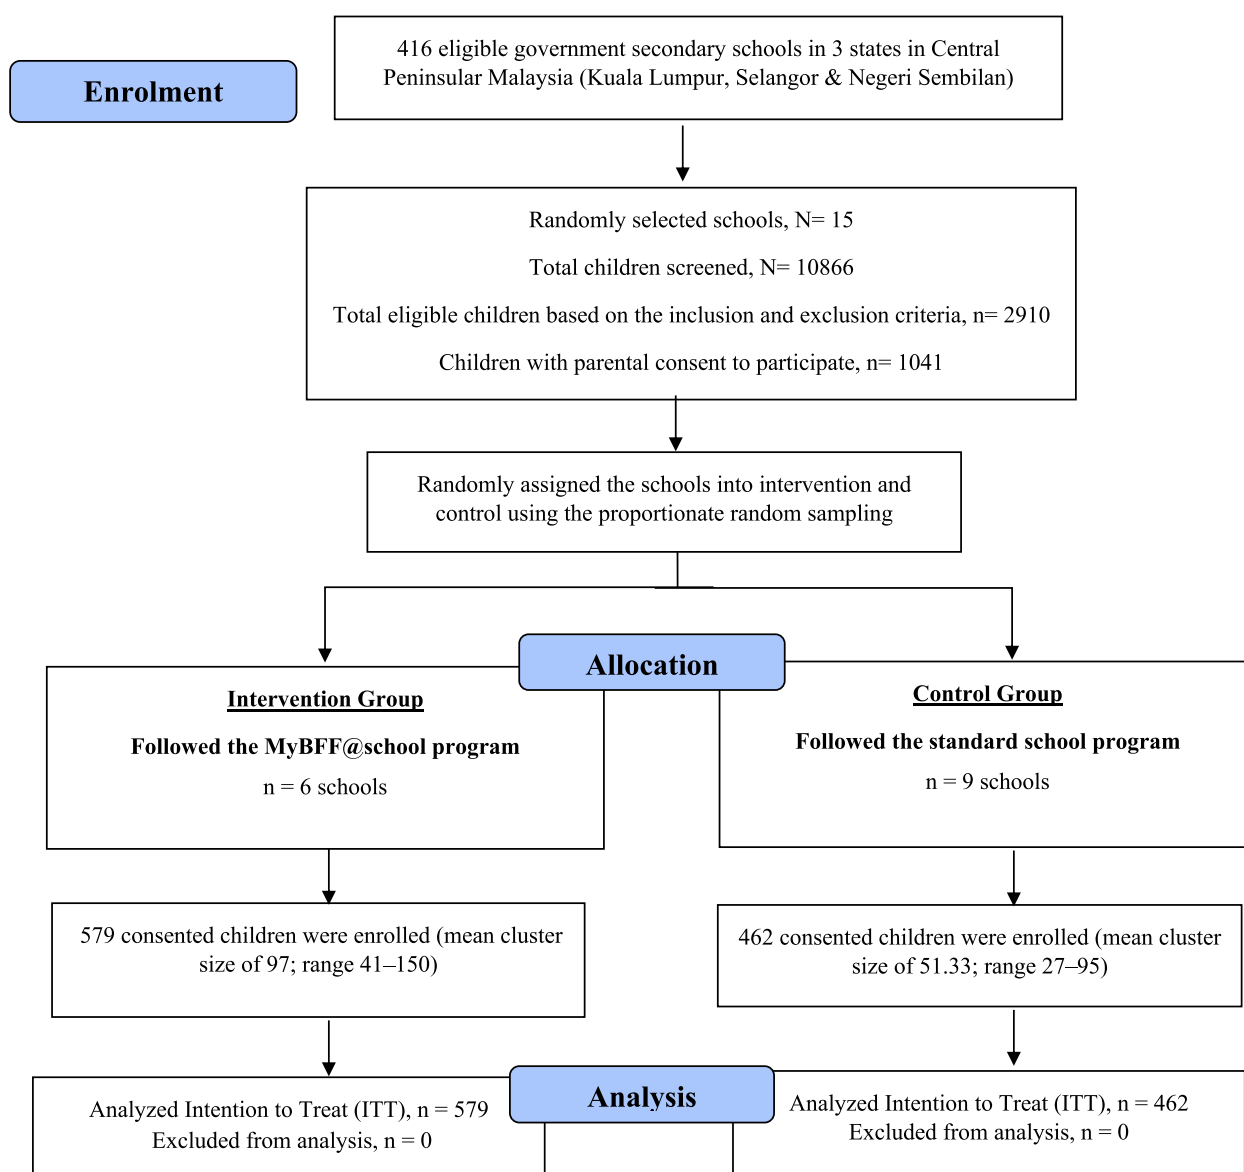 416 eligible government secondary schools in 3 states in Central
Peninsular Malaysia (Kuala Lumpur, Selangor & Negeri Sembilan)
Enrolment
Randomly selected schools, N= 15
Total children screened, N= 10866
Total eligible children based on the inclusion and exclusion criteria, n= 2910
Children with parental consent to participate, n= 1041
Randomly assigned the schools into intervention and
control using the proportionate random sampling
Allocation
Intervention Group
Followed the MyBFF@school program
n = 6 schools
Control Group
Followed the standard school program
n = 9 schools
579 consented children were enrolled (mean cluster
size of 97; range 41–150)
462 consented children were enrolled (mean cluster
size of 51.33; range 27–95)
Analysis
Analyzed Intention to Treat (ITT), n = 579
Excluded from analysis, n = 0
Analyzed Intention to Treat (ITT), n = 462
Excluded from analysis, n = 0